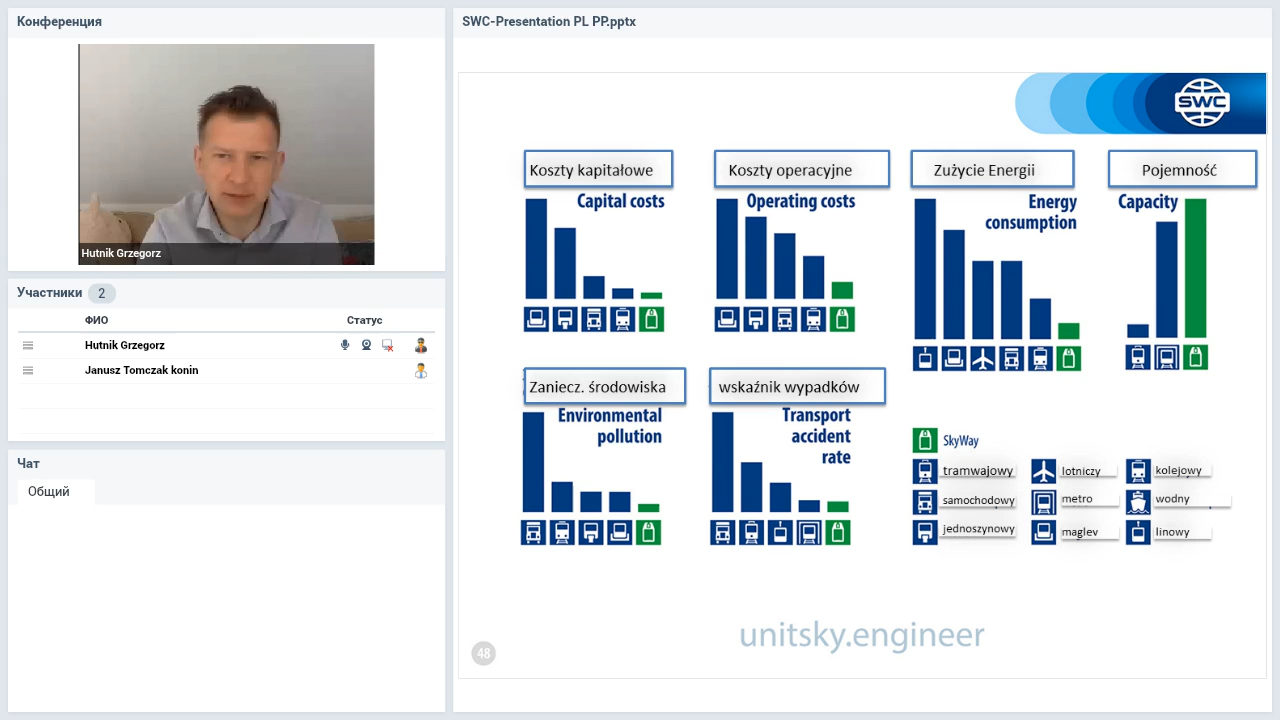 Конференция
Hutnik Grzegorz
Участники 2
ФИО Статус
Hutnik Grzegorz
Janusz Tomczak konin
Чат
Общий
SWC-Presentation PL PP.pptx
SWC
Koszty kapitałowe
Capital costs
Koszty operacyjne
Operating costs
Zużycie Energii
Energy
consumption
Pojemność
Capacity
Zaniecz. środowiska
Environmental
pollution
wskaźnik wypadków
Transport
accident
rate
SkyWay
tramwajowy lotniczy kolejowy
samochodowy metro wodny
jednoszynowy maglev linowy
unitsky.engineer
48